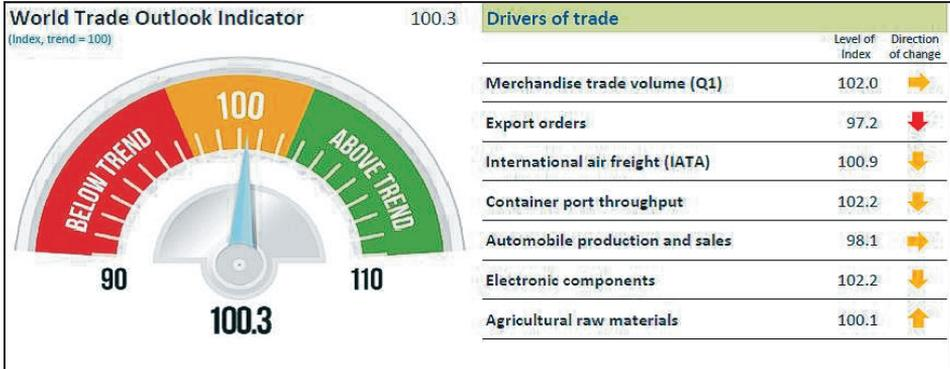 World Trade Outlook Indicator 100.3
(Index, trend = 100)
100
BELOW TREND
ABOVE TREND
90
110
100.3
Drivers of trade
Level of Index
Direction of change
Merchandise trade volume (Q1) 102.0
Export orders 97.2
International air freight (IATA) 100.9
Container port throughput 102.2
Automobile production and sales 98.1
Electronic components 102.2
Agricultural raw materials 100.1